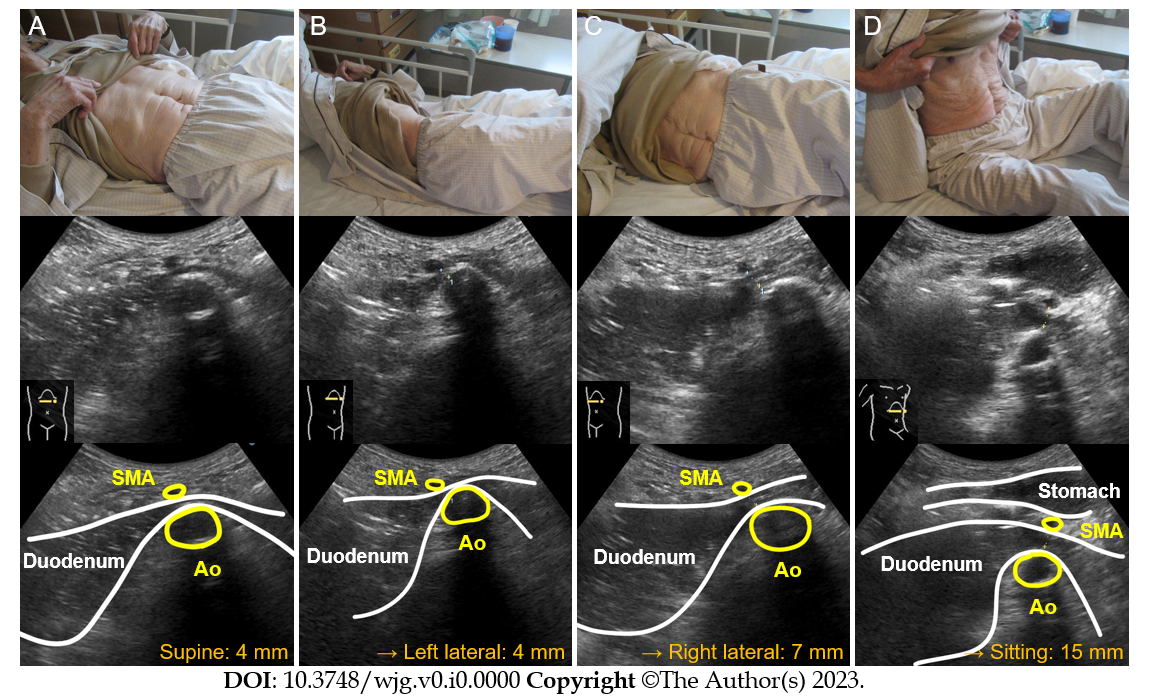 A
B
C
D
SMA
Duodenum
Ao
Supine: 4 mm
SMA
Duodenum
Ao
→ Left lateral: 4 mm
SMA
Duodenum
Ao
→ Right lateral: 7 mm
Stomach
SMA
Duodenum
Ao
→ Sitting: 15 mm
DOI: 10.3748/wjg.v0.i0.0000 Copyright ©The Author(s) 2023.